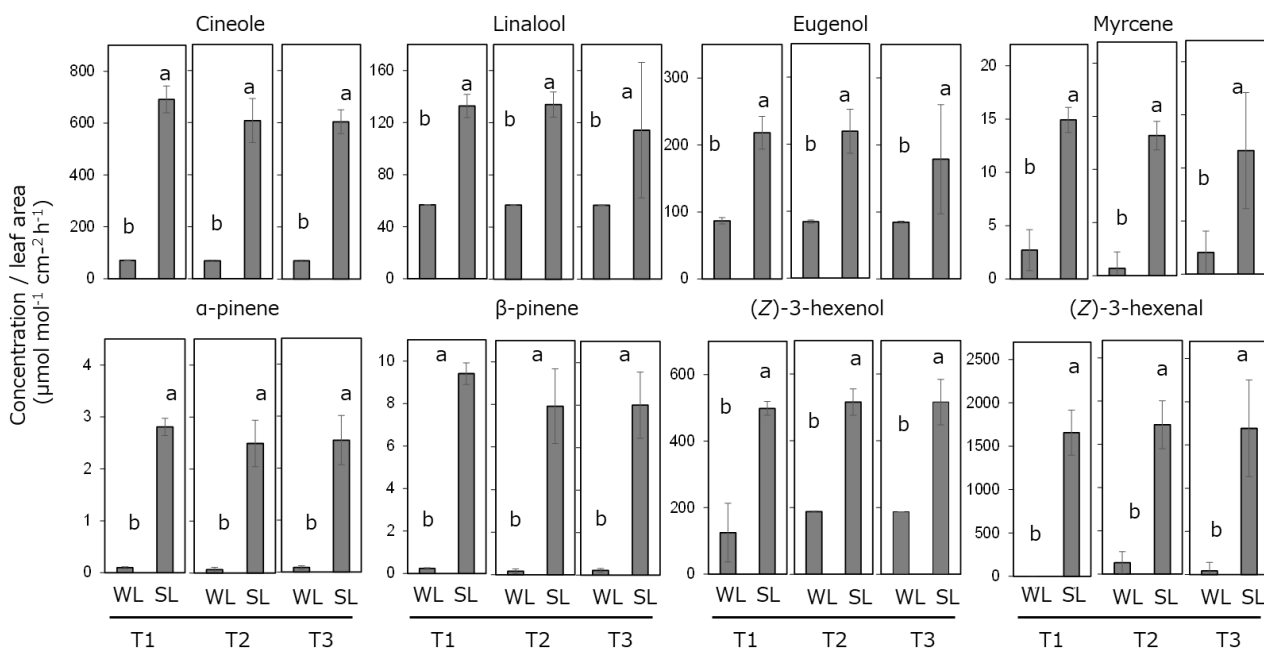 Cineole Linalool Eugenol Myrcene
800 600 400 200 0
b a b a b a
160 120 80 40 0
b a b a b a
300 200 100 0
b a b a b a
20 15 10 5 0
b a b a b a
Concentration / leaf area
(μmol mol-1 cm-2 h-1)
α-pinene β-pinene (Z)-3-hexenol (Z)-3-hexenal
4 3 2 1 0
b a b a b a
10 8 6 4 2 0
b a b a b a
600 400 200 0
b a b a b a
2500 2000 1500 1000 500 0
b a b a b a
WL SL WL SL WL SL WL SL WL SL WL SL WL SL WL SL WL SL WL SL WL SL WL SL
T1 T2 T3 T1 T2 T3 T1 T2 T3 T1 T2 T3